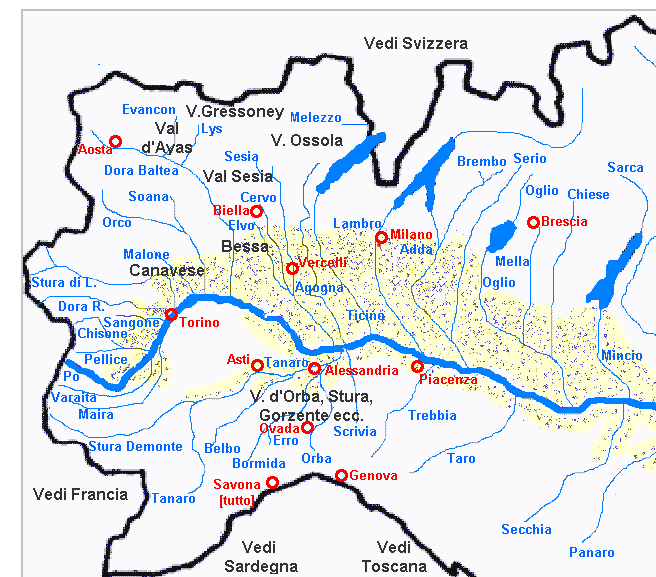 Vedi Svizzera
Evancon
V.Gressoney
Melezzo
Val
d'Ayas
Lys
V. Ossola
Aosta
Sesia
Brembo
Serio
Dora Baltea
Val Sesia
Sarca
Soana
Cervo
Oglio
Chiese
Biella
Orco
Elvo
Lambro
Milano
Brescia
Bessa
Adda
Malone
Vercelli
Mella
Canavese
Stura di L.
Agogna
Oglio
Dora R.
Ticino
Sangone
Torino
Chisone
Pellice
Asti
Tanaro
Alessandria
Mincio
Po
Piacenza
Varaita
V. d'Orba, Stura,
Gorzente ecc.
Maira
Trebbia
Ovada
Scrivia
Erro
Stura Demonte
Belbo
Orba
Taro
Bormida
Genova
Vedi Francia
Tanaro
Savona
[tutto]
Secchia
Vedi
Sardegna
Vedi
Toscana
Panaro